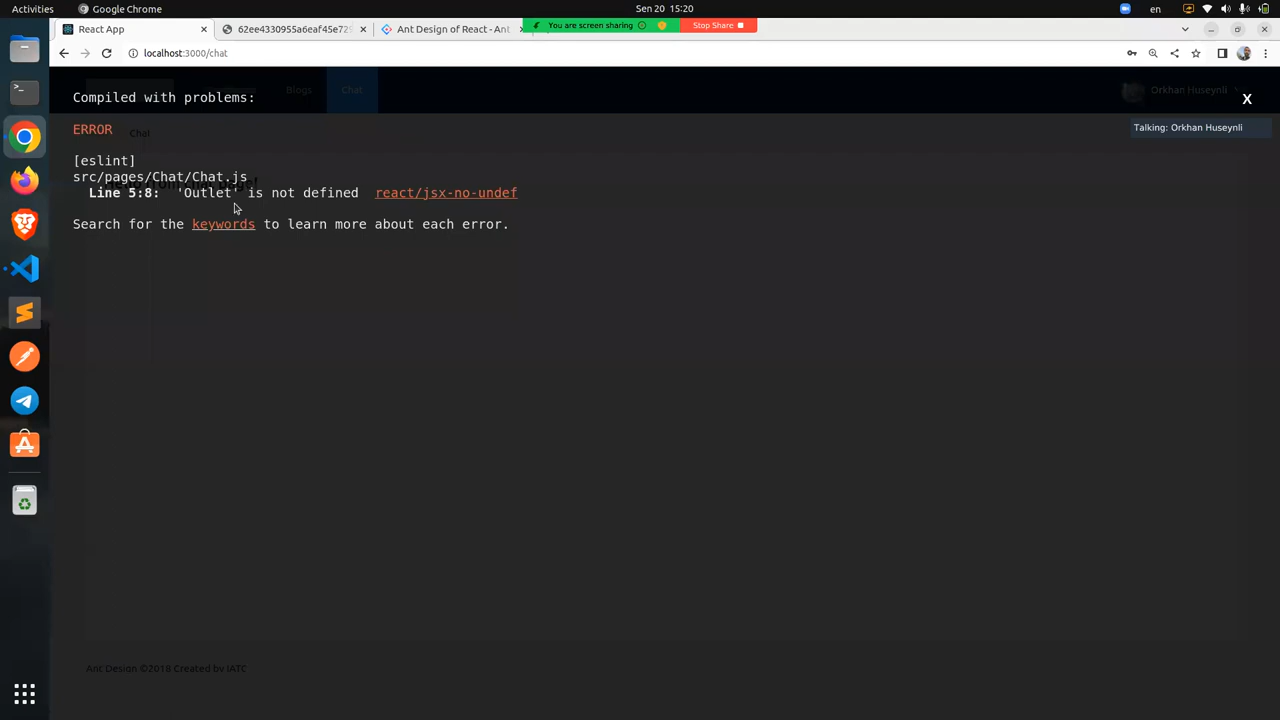 Activities
Google Chrome
Sen 20 15:20
en
React App
62ee4330955a6eaf45e729
Ant Design of React - Ant
You are screen sharing
Stop Share
localhost:3000/chat
Blogs
Chat
Orkhan Huseynli
Compiled with problems:
X
Talking: Orkhan Huseynli
ERROR
Chat
[eslint]
src/pages/Chat/Chat.js
Line 5:8: 'Outlet' is not defined react/jsx-no-undef
Search for the keywords to learn more about each error.
Ant Design ©2018 Created by IATC